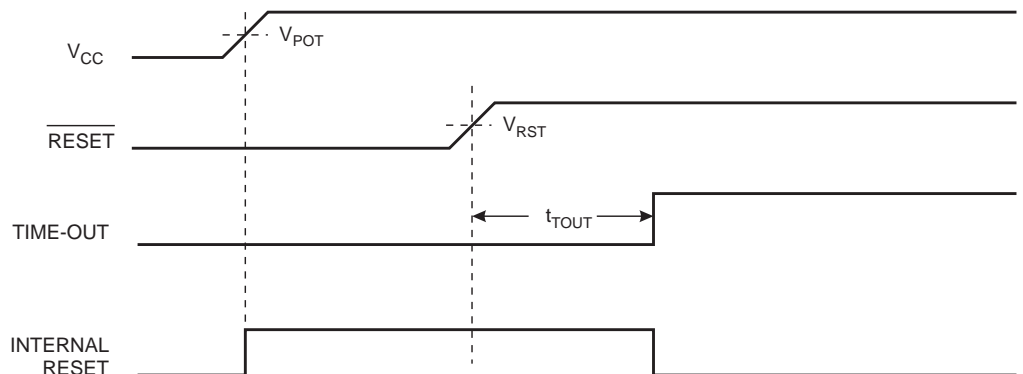 V_CC
V_POT
RESET
V_RST
TIME-OUT
t_TOUT
INTERNAL
RESET